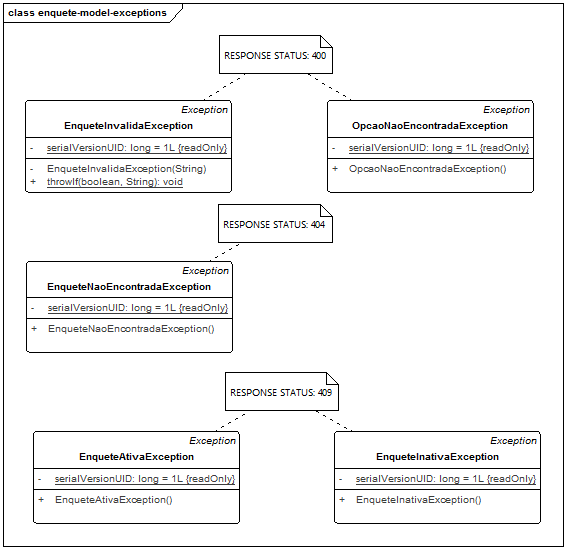 class enquete-model-exceptions
RESPONSE STATUS: 400
Exception
EnqueteInvalidaException
- serialVersionUID: long = 1L {readOnly}
- EnqueteInvalidaException(String)
+ throwIf(boolean, String): void
Exception
OpcaoNaoEncontradaException
- serialVersionUID: long = 1L {readOnly}
+ OpcaoNaoEncontradaException()
RESPONSE STATUS: 404
Exception
EnqueteNaoEncontradaException
- serialVersionUID: long = 1L {readOnly}
+ EnqueteNaoEncontradaException()
RESPONSE STATUS: 409
Exception
EnqueteAtivaException
- serialVersionUID: long = 1L {readOnly}
+ EnqueteAtivaException()
Exception
EnqueteInativaException
- serialVersionUID: long = 1L {readOnly}
+ EnqueteInativaException()